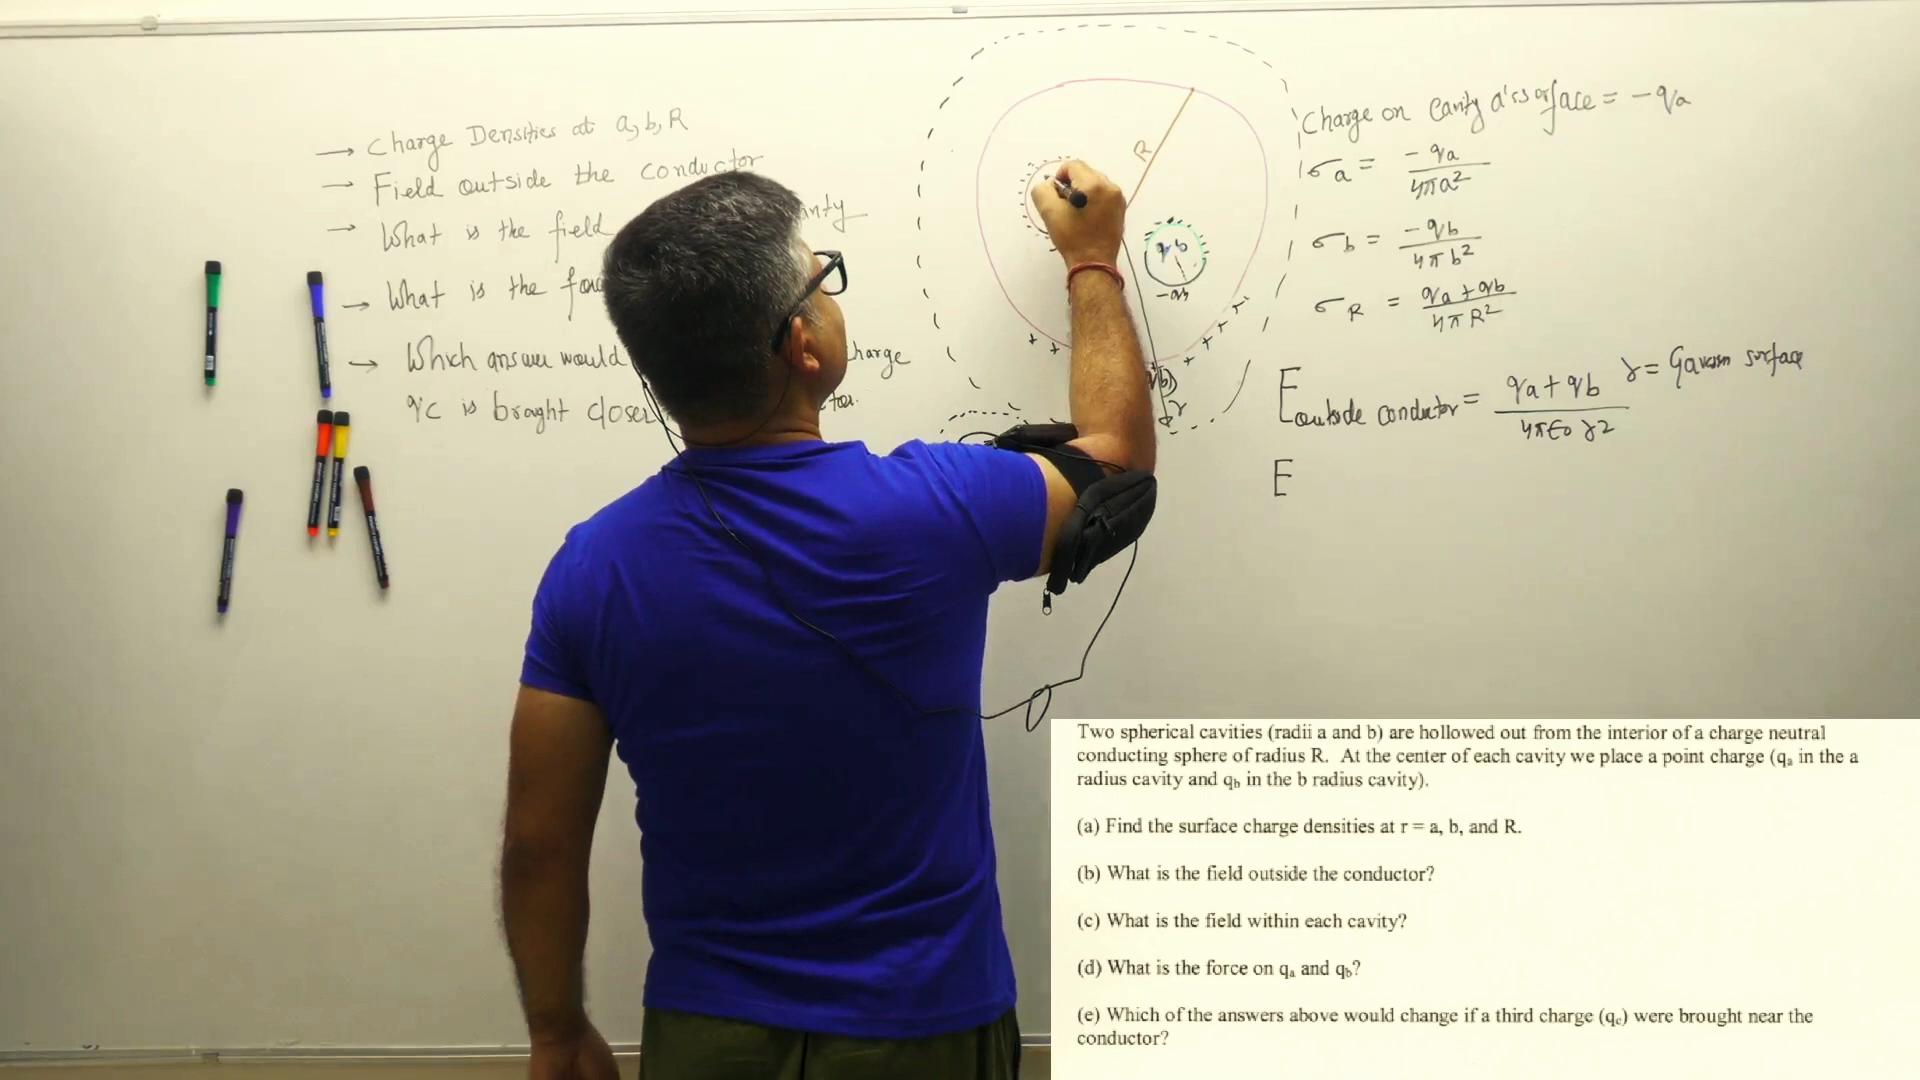 → Charge Densities at a, b, R
→ Field outside the conductor
→ What is the field
→ What is the
→ Which answer would charge
qc is braght closer
R
qb
-qb
+ +
+ + + +
r
Charge on Cavity a's surface = -qa
σa = -qa / 4πa²
σb = -qb / 4πb²
σR = qa + qb / 4πR²
E outside conductor = qa + qb / 4πε0 r2
r = Gaussian surface
E
Two spherical cavities (radii a and b) are hollowed out from the interior of a charge neutral
conducting sphere of radius R. At the center of each cavity we place a point charge (qa in the a
radius cavity and qb in the b radius cavity).
(a) Find the surface charge densities at r = a, b, and R.
(b) What is the field outside the conductor?
(c) What is the field within each cavity?
(d) What is the force on qa and qb?
(e) Which of the answers above would change if a third charge (qc) were brought near the
conductor?